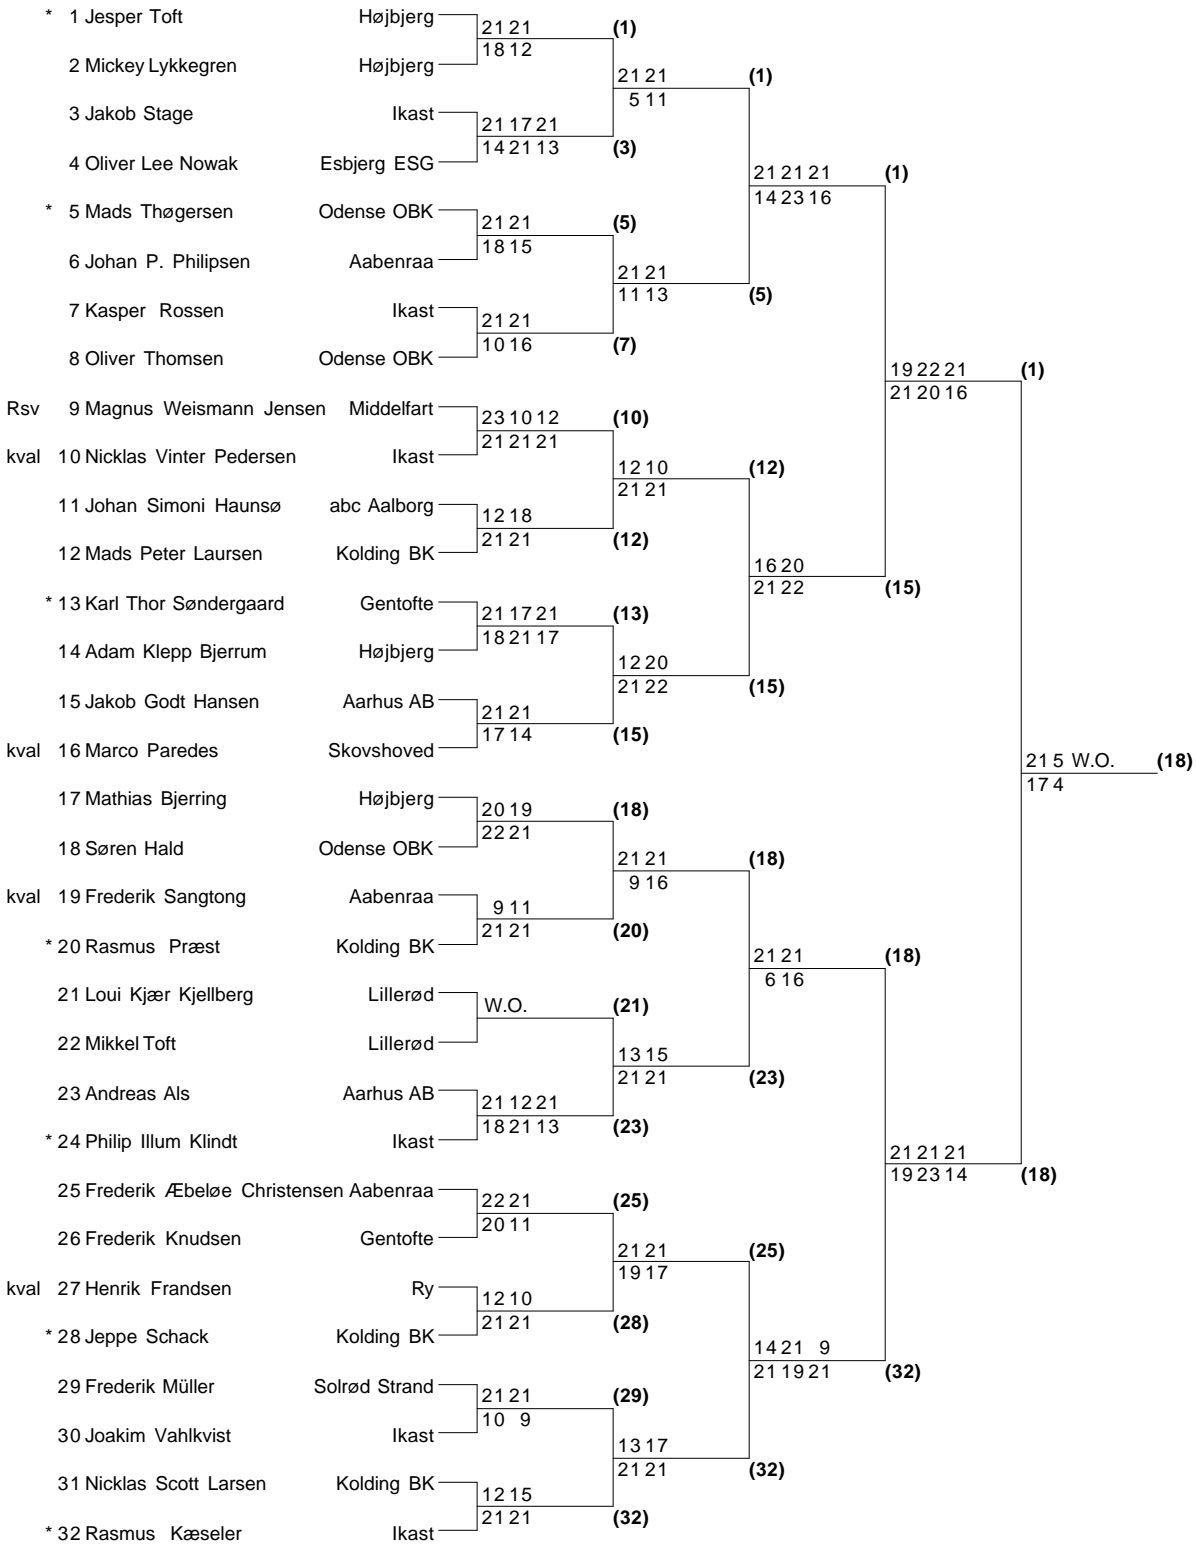 * 1 Jesper Toft Højbjerg
21 21 (1)
18 12
2 Mickey Lykkegren Højbjerg
21 21 (1)
5 11
3 Jakob Stage Ikast
21 17 21
14 21 13 (3)
4 Oliver Lee Nowak Esbjerg ESG
21 21 21 (1)
14 23 16
* 5 Mads Thøgersen Odense OBK
21 21 (5)
18 15
6 Johan P. Philipsen Aabenraa
21 21
11 13 (5)
7 Kasper Rossen Ikast
21 21
10 16 (7)
8 Oliver Thomsen Odense OBK
19 22 21 (1)
21 20 16
Rsv 9 Magnus Weismann Jensen Middelfart
23 10 12 (10)
21 21 21
kval 10 Nicklas Vinter Pedersen Ikast
12 10 (12)
21 21
11 Johan Simoni Haunsø abc Aalborg
12 18
21 21 (12)
12 Mads Peter Laursen Kolding BK
16 20
21 22 (15)
* 13 Karl Thor Søndergaard Gentofte
21 17 21 (13)
18 21 17
14 Adam Klepp Bjerrum Højbjerg
12 20
21 22 (15)
15 Jakob Godt Hansen Aarhus AB
21 21
17 14 (15)
kval 16 Marco Paredes Skovshoved
21 5 W.O. (18)
17 4
17 Mathias Bjerring Højbjerg
20 19 (18)
22 21
18 Søren Hald Odense OBK
21 21 (18)
9 16
kval 19 Frederik Sangtong Aabenraa
9 11
21 21 (20)
* 20 Rasmus Præst Kolding BK
21 21 (18)
6 16
21 Loui Kjær Kjellberg Lillerød
W.O. (21)
22 Mikkel Toft Lillerød
13 15
21 21 (23)
23 Andreas Als Aarhus AB
21 12 21
18 21 13 (23)
* 24 Philip Illum Klindt Ikast
21 21 21
19 23 14 (18)
25 Frederik Æbeløe Christensen Aabenraa
22 21 (25)
20 11
26 Frederik Knudsen Gentofte
21 21 (25)
19 17
kval 27 Henrik Frandsen Ry
12 10
21 21 (28)
* 28 Jeppe Schack Kolding BK
14 21 9
21 19 21 (32)
29 Frederik Müller Solrød Strand
21 21 (29)
10 9
30 Joakim Vahlkvist Ikast
13 17
21 21 (32)
31 Nicklas Scott Larsen Kolding BK
12 15
21 21 (32)
* 32 Rasmus Kæseler Ikast